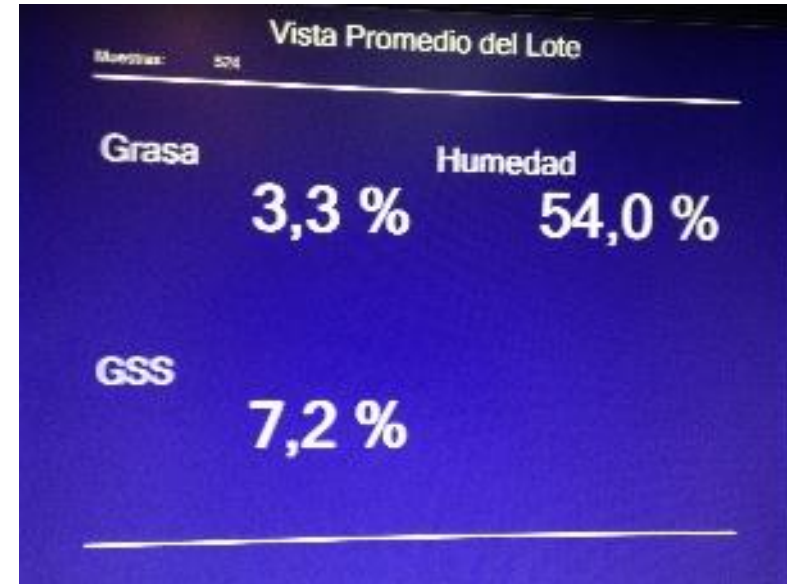 Vista Promedio del Lote
Muestras: 574
Grasa
3,3 %
Humedad
54,0 %
GSS
7,2 %